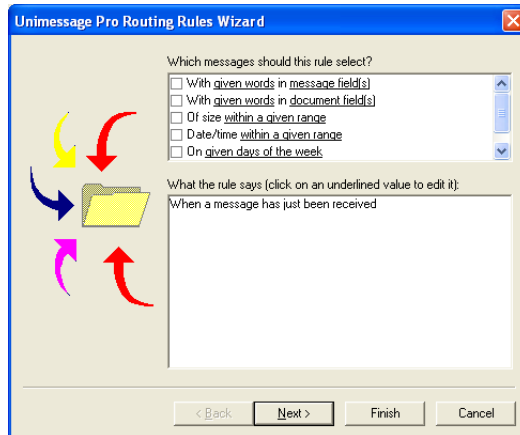 Unimessage Pro Routing Rules Wizard
Which messages should this rule select?
With given words in message field(s)
With given words in document field(s)
Of size within a given range
Date/time within a given range
On given days of the week
What the rule says (click on an underlined value to edit it):
When a message has just been received
< Back
Next >
Finish
Cancel